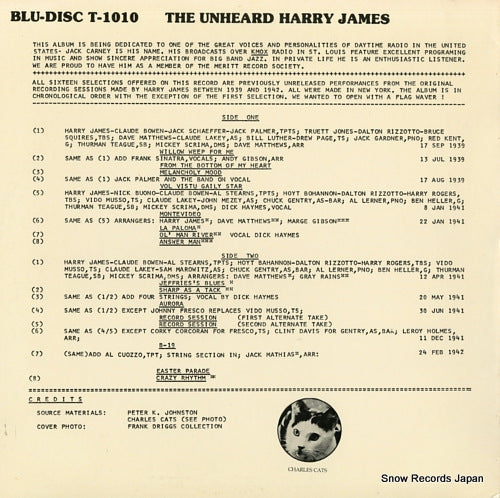 BLU-DISC T-1010 THE UNHEARD HARRY JAMES
THIS ALBUM IS BEING DEDICATED TO ONE OF THE GREAT VOICES AND PERSONALITIES OF DAYTIME RADIO IN THE UNITED
STATES- JACK CARNEY IS HIS NAME. HIS BROADCASTS OVER KMOX RADIO IN ST. LOUIS FEATURE EXCELLENT PROGRAMING
IN MUSIC AND SHOW SINCERE APPRECIATION FOR BIG BAND JAZZ. IN PRIVATE LIFE HE IS AN ENTHUSIASTIC LISTENER.
WE ARE PROUD TO HAVE HIM AS A MEMBER OF THE MERITT RECORD SOCIETY.
ALL SIXTEEN SELECTIONS OFFERED ON THIS RECORD ARE PREVIOUSLY UNRELEASED PERFORMANCES FROM THE ORIGINAL
RECORDING SESSIONS MADE BY HARRY JAMES BETWEEN 1939 AND 1942. ALL WERE MADE IN NEW YORK. THE ALBUM IS IN
CHRONOLOGICAL ORDER WITH THE EXCEPTION OF THE FIRST SELECTION. WE WANTED TO OPEN WITH A FLAG WAVER !
SIDE ONE
(1) HARRY JAMES-CLAUDE BOWEN-JACK SCHAEFFER-JACK PALMER,TPTS; TRUETT JONES-DALTON RIZZOTTO-BRUCE
SQUIRES,TBS; DAVE MATTHEWS-CLAUDE LAKEY,AS; BILL LUTHER-DREW PAGE,TS; JACK GARDNER,PNO; RED KENT,
G; THURMAN TEAGUE,SB; MICKEY SCRIMA,DMS; DAVE MATTHEWS,ARR 17 SEP 1939
WILLOW WEEP FOR ME
(2) SAME AS (1) ADD FRANK SINATRA,VOCALS; ANDY GIBSON,ARR 13 JUL 1939
FROM THE BOTTOM OF MY HEART
(3) MELANCHOLY MOOD
(4) SAME AS (1) JACK PALMER AND THE BAND ON VOCAL 17 AUG 1939
VOL VISTU GAILY STAR
(5) HARRY JAMES-NICK BUONO-CLAUDE BOWEN-AL STEARNS,TPTS; HOYT BOHANNON-DALTON RIZZOTTO-HARRY ROGERS,
TBS; VIDO MUSSO,TS; CLAUDE LAKEY-JOHN MEZEY,AS; CHUCK GENTRY,AS-BAR; AL LERNER,PNO; BEN HELLER,G;
THURMAN TEAGUE,SB; MICKEY SCRIMA,DMS; DICK HAYMES,VOCAL 8 JAN 1941
MONTEVIDEO
(6) SAME AS (5) ARRANGERS: HARRY JAMES*; DAVE MATTHEWS**; MARGE GIBSON*** 22 JAN 1941
LA PALOMA*
(7) OL' MAN RIVER** VOCAL DICK HAYMES
(8) ANSWER MAN***
SIDE TWO
(1) HARRY JAMES-CLAUDE BOWEN-AL STEARNS,TPTS; HOYT BAHANNON-DALTON RIZZOTTO-HARRY ROGERS,TBS; VIDO
MUSSO,TS; CLAUDE LAKEY-SAM MAROWITZ,AS; CHUCK GENTRY,AS,BAR; AL LERNER,PNO; BEN HELLER,G; THURMAN
TEAGUE,SB; MICKEY SCRIMA,DMS; ARRANGERS: DAVE MATTHEWS*; GRAY RAINS** 12 APR 1941
JEFFRIES'S BLUES *
(2) SHARP AS A TACK **
(3) SAME AS (1/2) ADD FOUR STRINGS; VOCAL BY DICK HAYMES 20 MAY 1941
AURORA
(4) SAME AS (1/2) EXCEPT JOHNNY FRESCO REPLACES VIDO MUSSO,TS; 30 JUN 1941
RECORD SESSION (FIRST ALTERNATE TAKE)
(5) RECORD SESSION (SECOND ALTERNATE TAKE)
(6) SAME AS (4/5) EXCEPT CORKY CORCORAN FOR FRESCO,TS; CLINT DAVIS FOR GENTRY,AS,BAR; LEROY HOLMES,
ARR; 11 DEC 1941
B-19
(7) (SAME)ADD AL CUOZZO,TPT; STRING SECTION IN; JACK MATHIAS*,ARR: 24 FEB 1942
EASTER PARADE
(8) CRAZY RHYTHM *
CREDITS
SOURCE MATERIALS: PETER K. JOHNSTON
CHARLES CATS (SEE PHOTO)
COVER PHOTO: FRANK DRIGGS COLLECTION
CHARLES CATS
Snow Records Japan